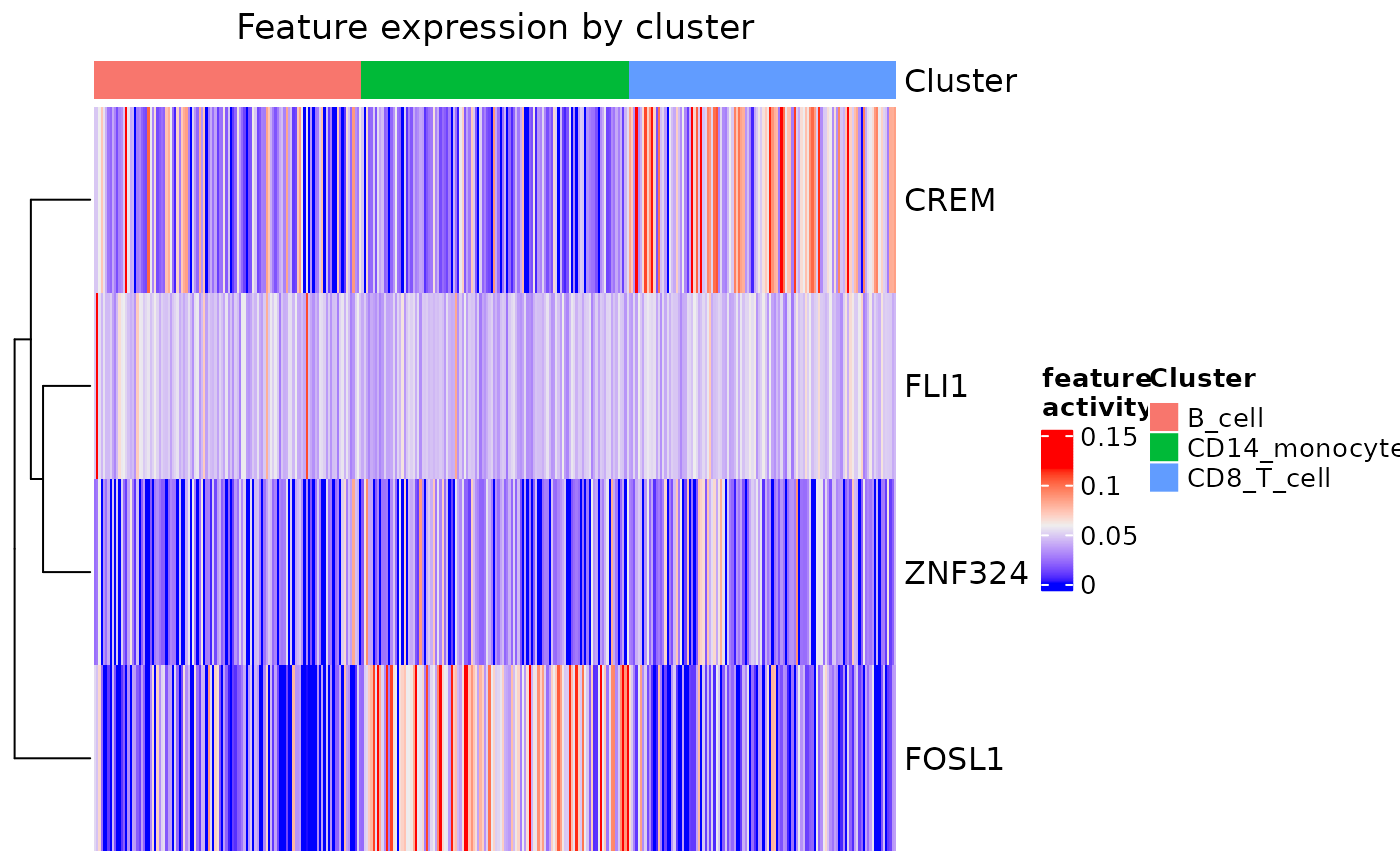 Feature expression by cluster
Cluster
CREM
FLI1
ZNF324
FOSL1
feature
activity
0.15
0.1
0.05
0
Cluster
B_cell
CD14_monocyte
CD8_T_cell